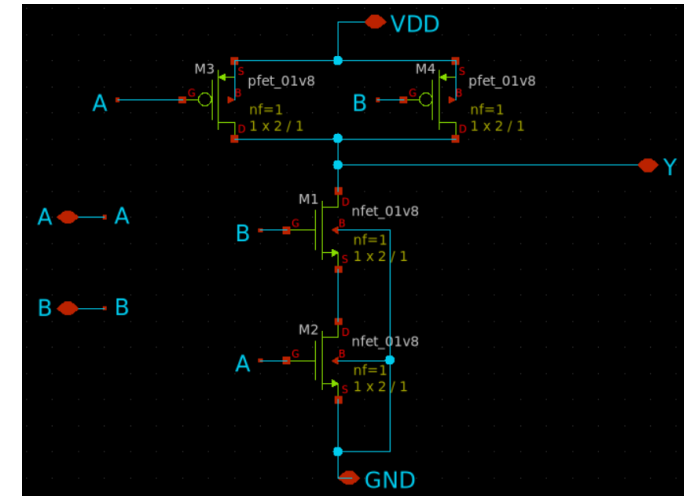 VDD
M3
S
pfet_01v8
A
G
B
nf=1
D
1 x 2 / 1
M4
S
pfet_01v8
B
G
B
nf=1
D
1 x 2 / 1
Y
M1
D
nfet_01v8
B
G
B
nf=1
S
1 x 2 / 1
A
A
B
B
M2
D
nfet_01v8
A
G
B
nf=1
S
1 x 2 / 1
GND